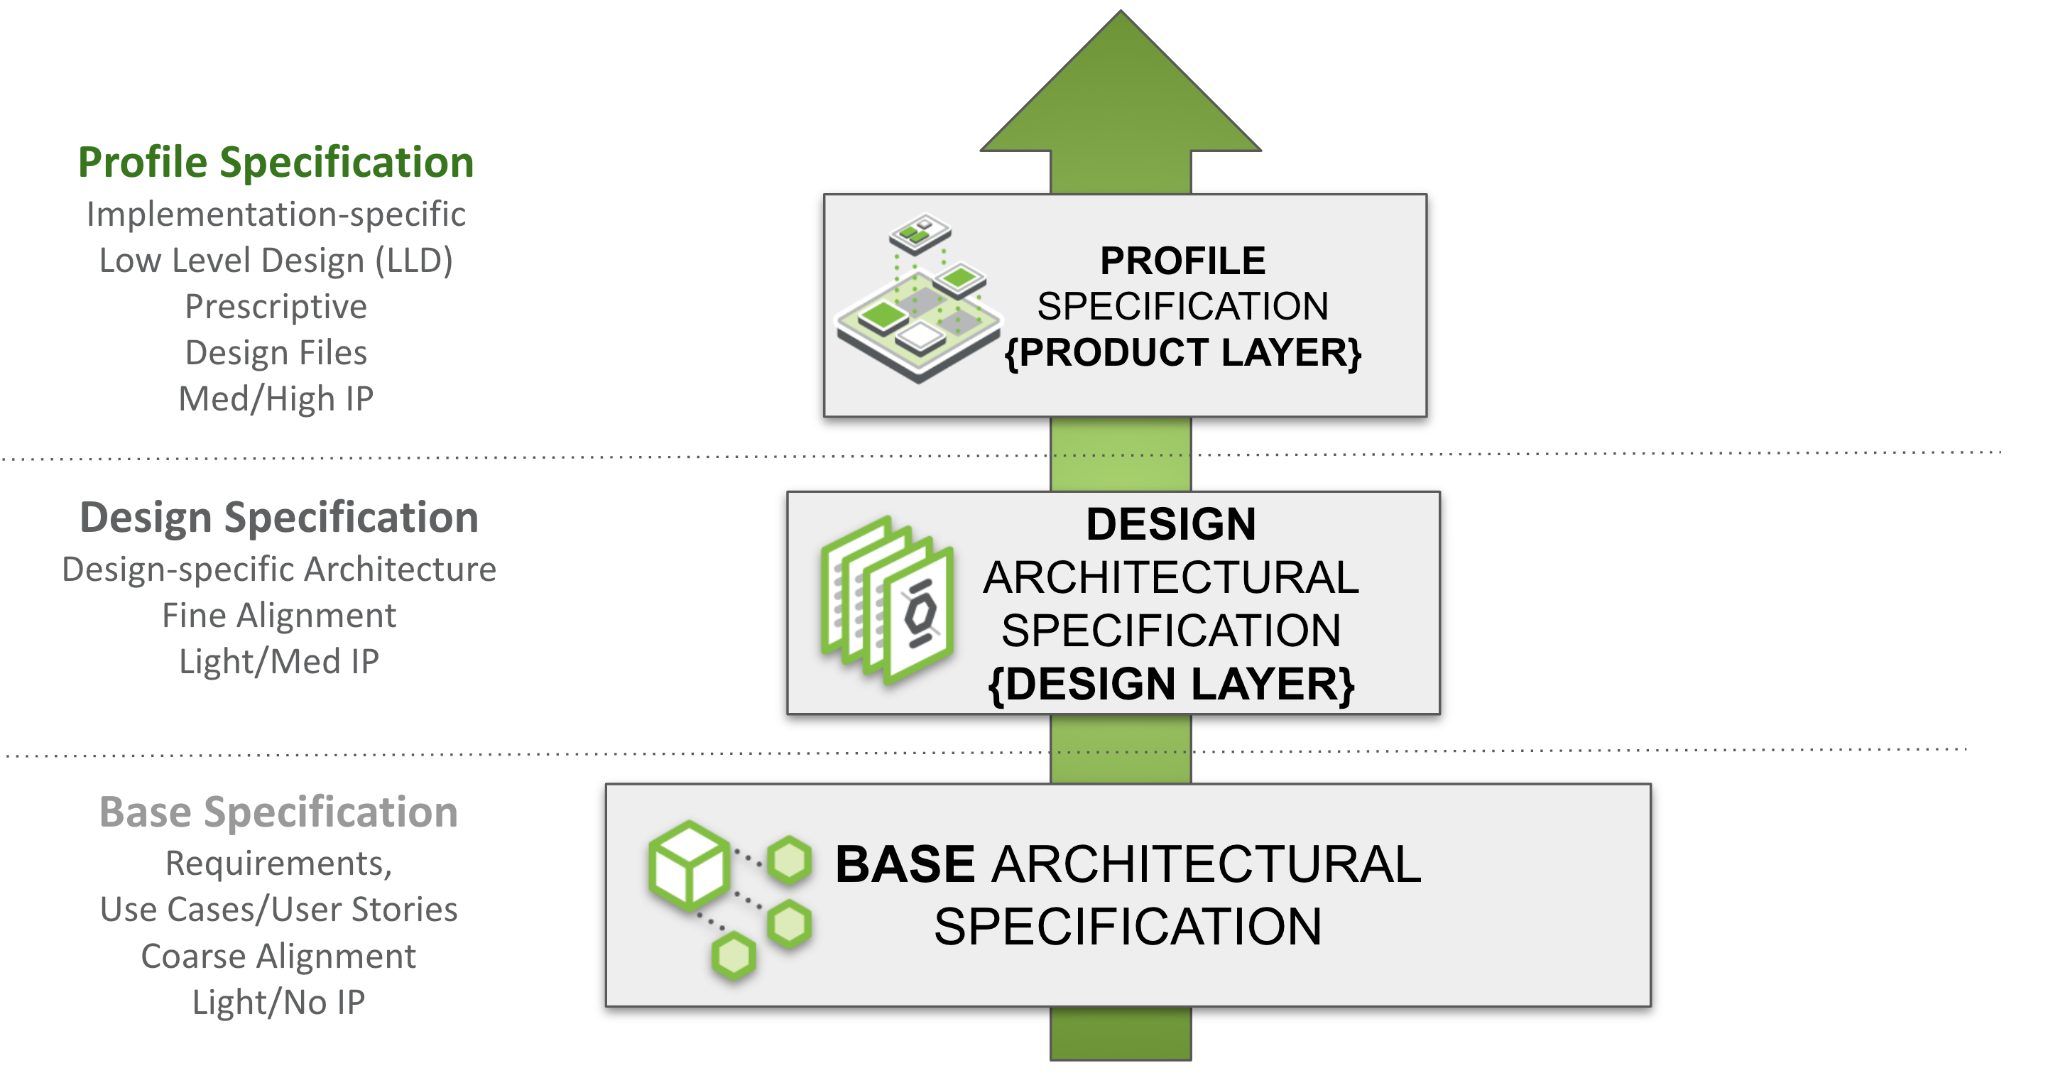 Profile Specification
Implementation-specific
Low Level Design (LLD)
Prescriptive
Design Files
Med/High IP
PROFILE
SPECIFICATION
{PRODUCT LAYER}
Design Specification
Design-specific Architecture
Fine Alignment
Light/Med IP
DESIGN
ARCHITECTURAL
SPECIFICATION
{DESIGN LAYER}
Base Specification
Requirements,
Use Cases/User Stories
Coarse Alignment
Light/No IP
BASE ARCHITECTURAL
SPECIFICATION